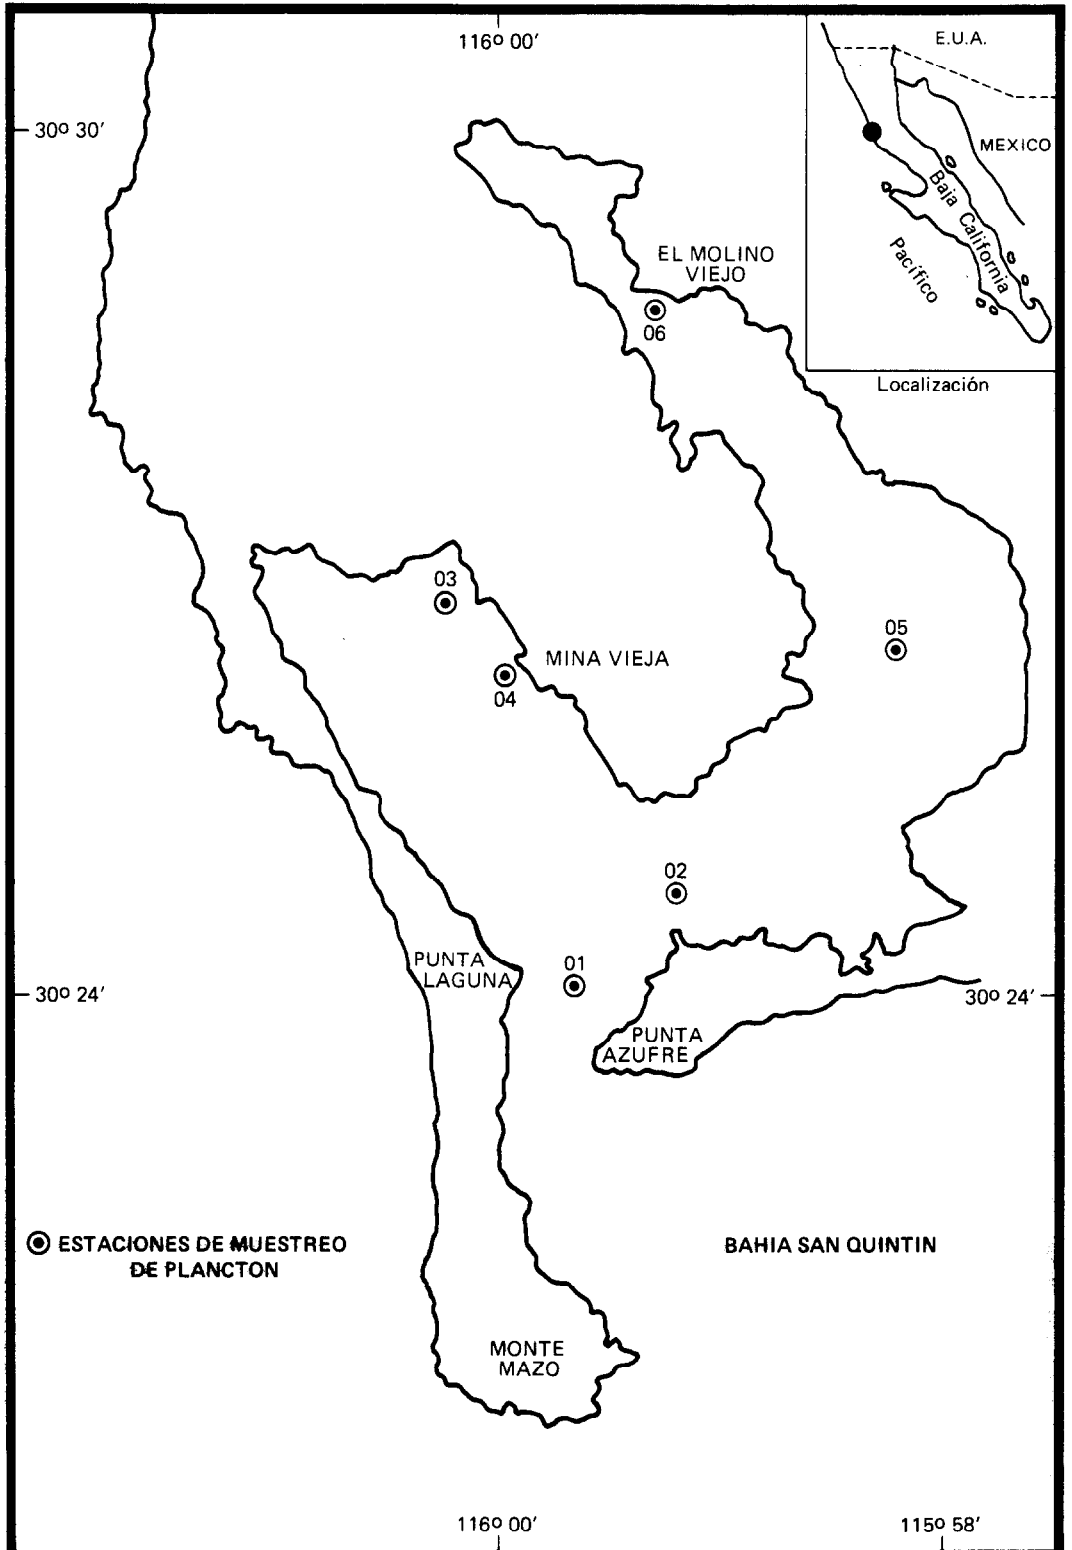 116º 00'
E.U.A.
30º 30'
MEXICO
Baja California
Pacífico
EL MOLINO
VIEJO
06
Localización
03
05
MINA VIEJA
04
02
01
PUNTA
LAGUNA
30º 24'
30º 24'
PUNTA
AZUFRE
ESTACIONES DE MUESTREO
DE PLANCTON
BAHIA SAN QUINTIN
MONTE
MAZO
116º 00'
115º 58'